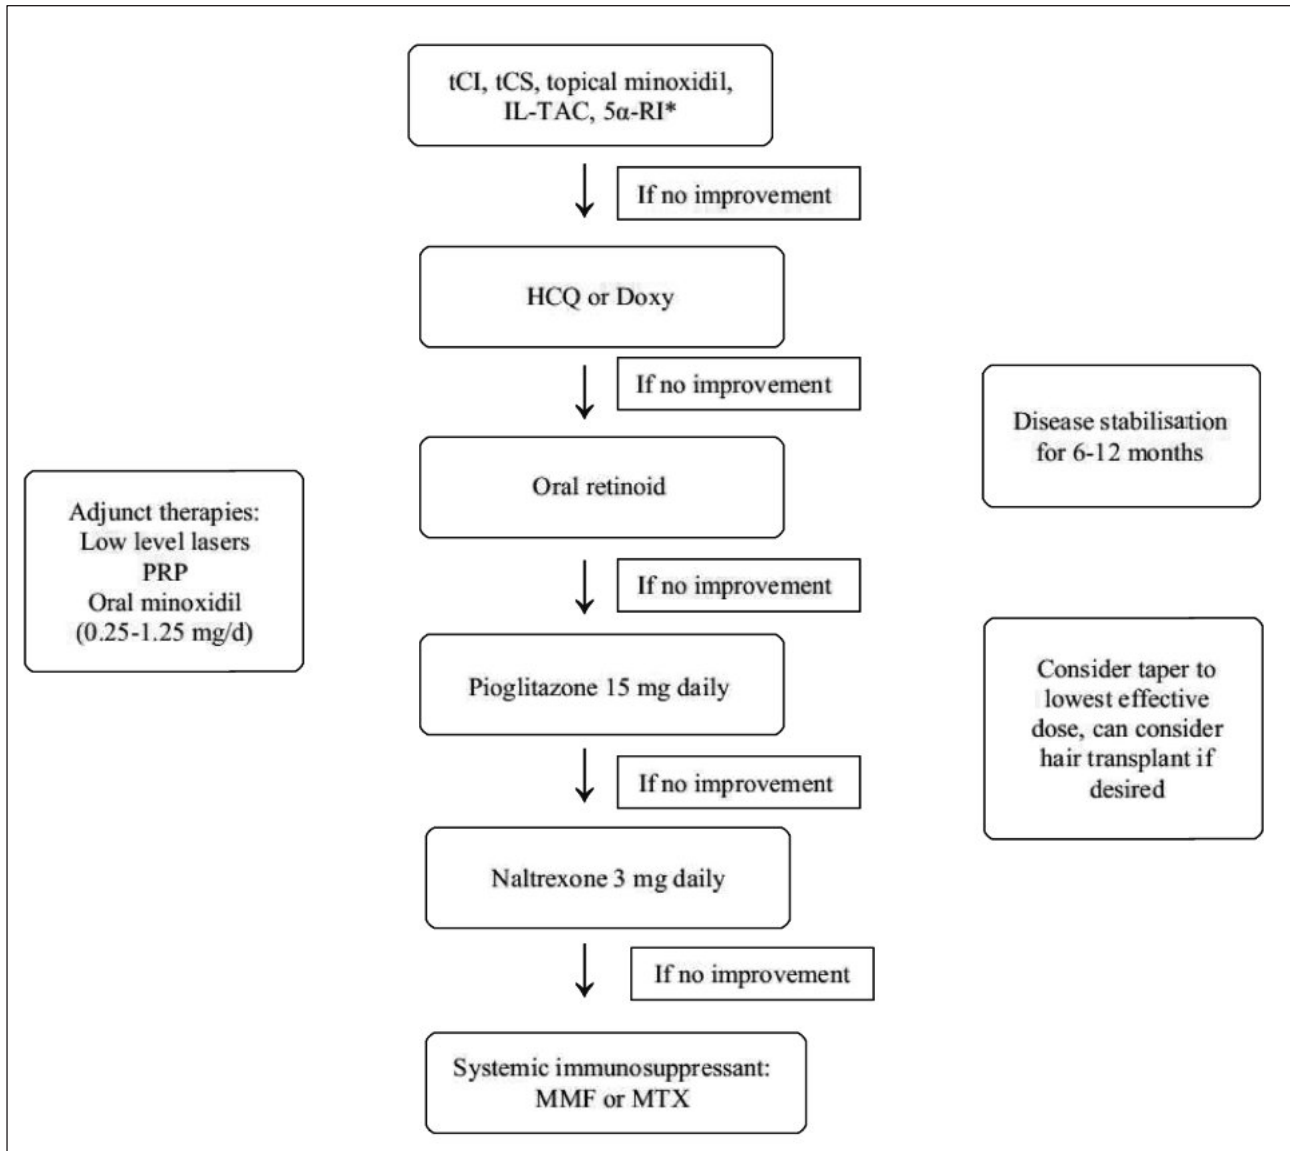 tCI, tCS, topical minoxidil,
IL-TAC, 5α-RI*
If no improvement
HCQ or Doxy
If no improvement
Oral retinoid
If no improvement
Pioglitazone 15 mg daily
If no improvement
Naltrexone 3 mg daily
If no improvement
Systemic immunosuppressant:
MMF or MTX
Adjunct therapies:
Low level lasers
PRP
Oral minoxidil
(0.25-1.25 mg/d)
Disease stabilisation
for 6-12 months
Consider taper to
lowest effective
dose, can consider
hair transplant if
desired